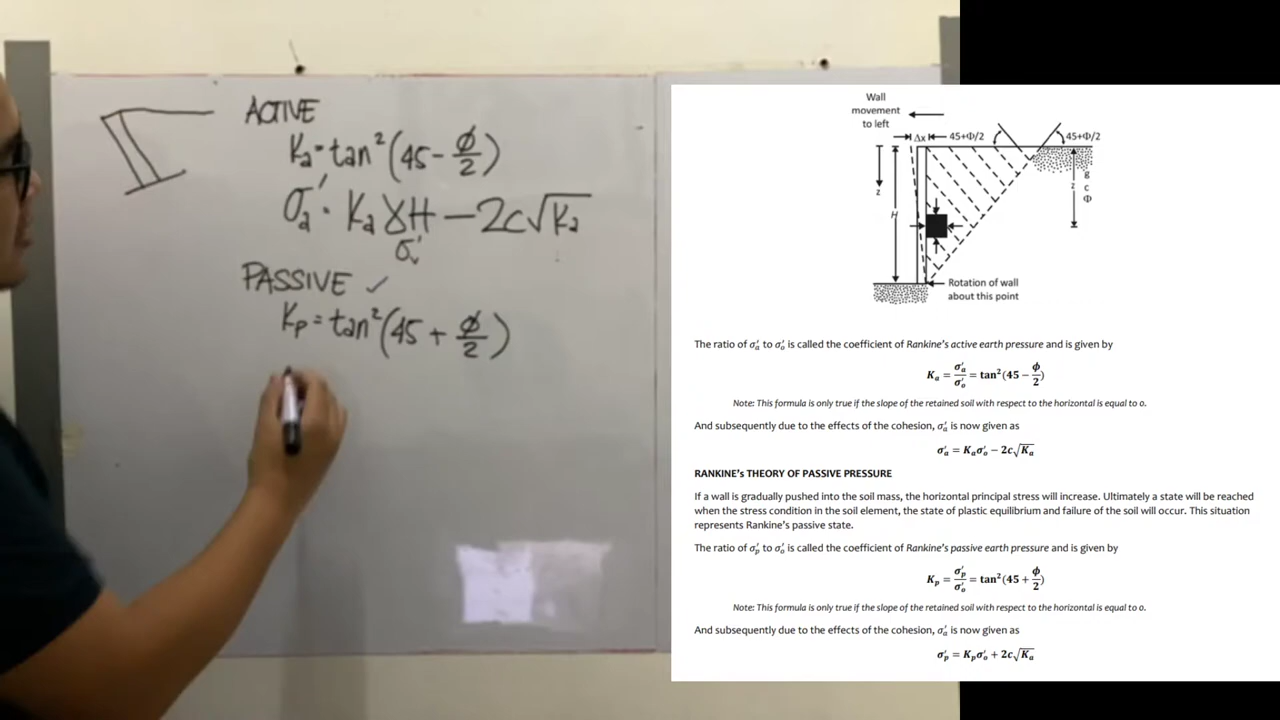 ACTIVE
Ka = tan²(45 - ϕ/2)
σa' = Ka γH - 2c√Ka
σv'
PASSIVE ✓
Kp = tan²(45 + ϕ/2)
Wall
movement
to left
Δx
45+Φ/2
45+Φ/2
z
H
z
g
c
Φ
Rotation of wall
about this point
The ratio of σ'a to σ'o is called the coefficient of Rankine's active earth pressure and is given by
Ka = σ'a/σ'o = tan²(45 − ϕ/2)
Note: This formula is only true if the slope of the retained soil with respect to the horizontal is equal to 0.
And subsequently due to the effects of the cohesion, σ'a is now given as
σ'a = Kaσ'o − 2c√Ka
RANKINE's THEORY OF PASSIVE PRESSURE
If a wall is gradually pushed into the soil mass, the horizontal principal stress will increase. Ultimately a state will be reached
when the stress condition in the soil element, the state of plastic equilibrium and failure of the soil will occur. This situation
represents Rankine's passive state.
The ratio of σ'p to σ'o is called the coefficient of Rankine's passive earth pressure and is given by
Kp = σ'p/σ'o = tan²(45 + ϕ/2)
Note: This formula is only true if the slope of the retained soil with respect to the horizontal is equal to 0.
And subsequently due to the effects of the cohesion, σ'a is now given as
σ'p = Kpσ'o + 2c√Ka